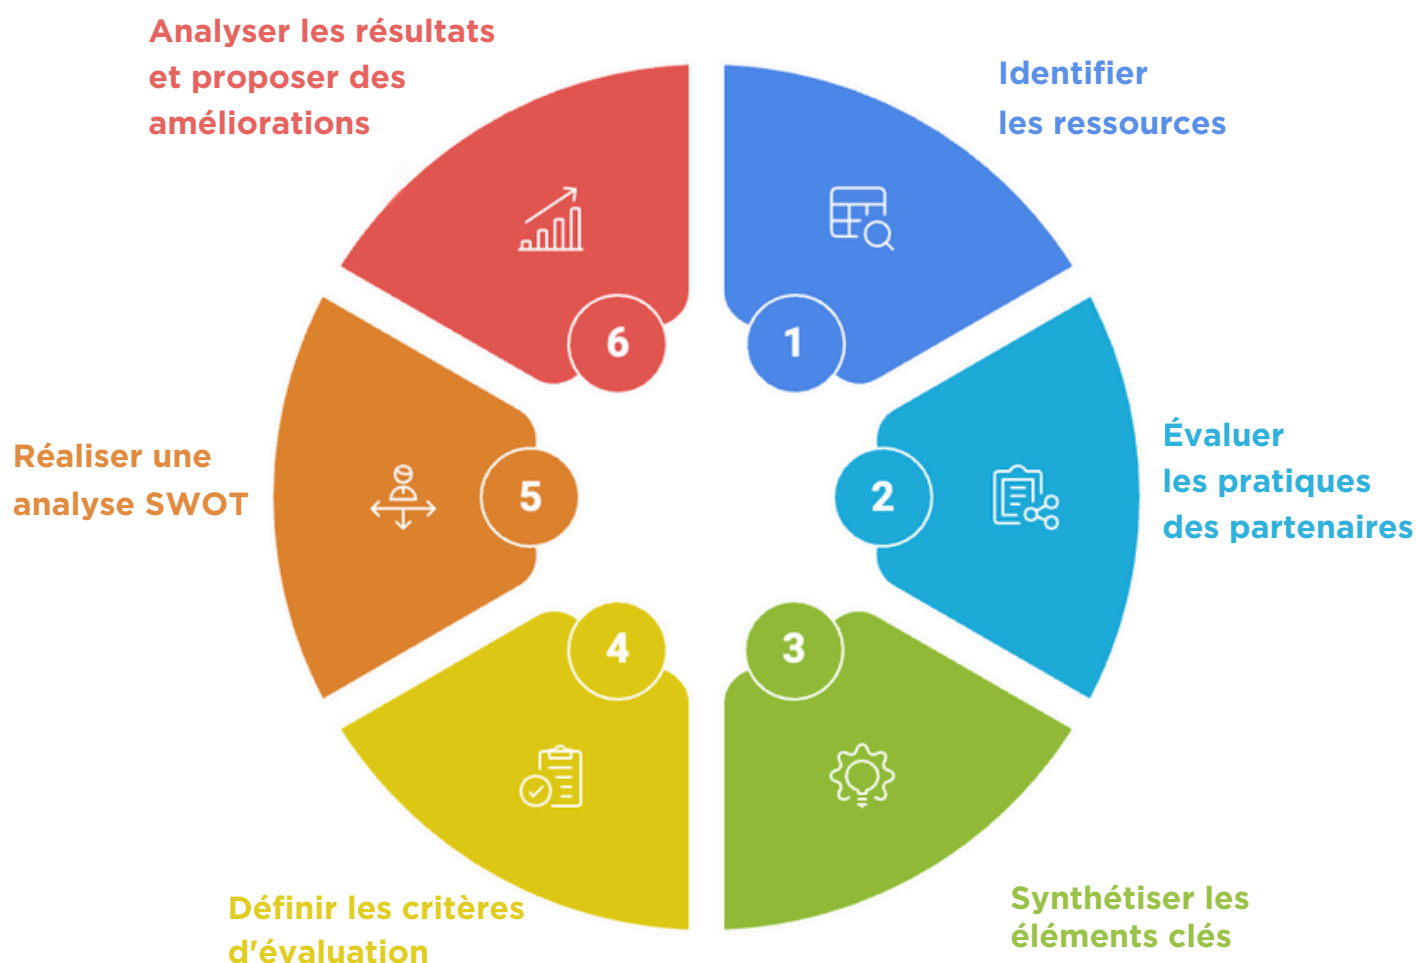 Identifier
les ressources
1
Évaluer
les pratiques
des partenaires
2
Synthétiser les
éléments clés
3
Définir les critères
d'évaluation
4
Réaliser une
analyse SWOT
5
Analyser les résultats
et proposer des
améliorations
6